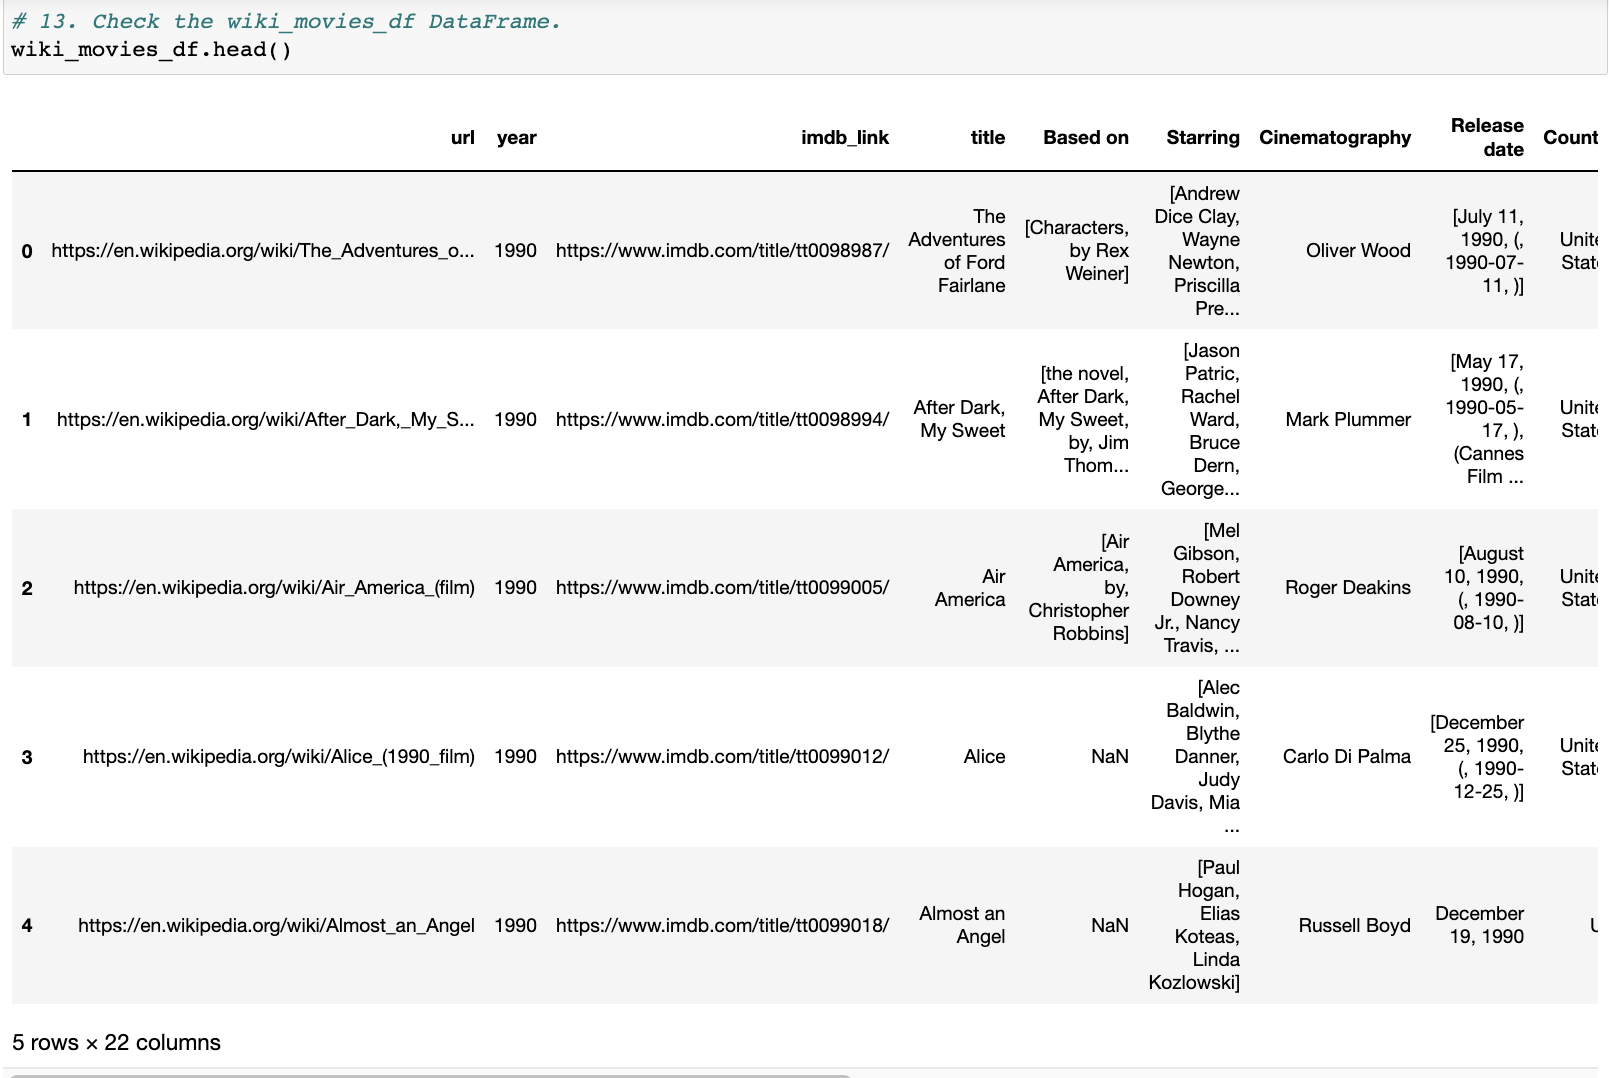 # 13. Check the wiki_movies_df DataFrame.
wiki_movies_df.head()
url year imdb_link title Based on Starring Cinematography Release date Count
0 https://en.wikipedia.org/wiki/The_Adventures_o... 1990 https://www.imdb.com/title/tt0098987/ The Adventures of Ford Fairlane [Characters, by Rex Weiner] [Andrew Dice Clay, Wayne Newton, Priscilla Pre... Oliver Wood [July 11, 1990, (, 1990-07-11, )] Unite Stat
1 https://en.wikipedia.org/wiki/After_Dark,_My_S... 1990 https://www.imdb.com/title/tt0098994/ After Dark, My Sweet [the novel, After Dark, My Sweet, by, Jim Thom... [Jason Patric, Rachel Ward, Bruce Dern, George... Mark Plummer [May 17, 1990, (, 1990-05-17, ), (Cannes Film ... Unite Stat
2 https://en.wikipedia.org/wiki/Air_America_(film) 1990 https://www.imdb.com/title/tt0099005/ Air America [Air America, by, Christopher Robbins] [Mel Gibson, Robert Downey Jr., Nancy Travis, ... Roger Deakins [August 10, 1990, (, 1990-08-10, )] Unite Stat
3 https://en.wikipedia.org/wiki/Alice_(1990_film) 1990 https://www.imdb.com/title/tt0099012/ Alice NaN [Alec Baldwin, Blythe Danner, Judy Davis, Mia ... Carlo Di Palma [December 25, 1990, (, 1990-12-25, )] Unite Stat
4 https://en.wikipedia.org/wiki/Almost_an_Angel 1990 https://www.imdb.com/title/tt0099018/ Almost an Angel NaN [Paul Hogan, Elias Koteas, Linda Kozlowski] Russell Boyd December 19, 1990
5 rows × 22 columns